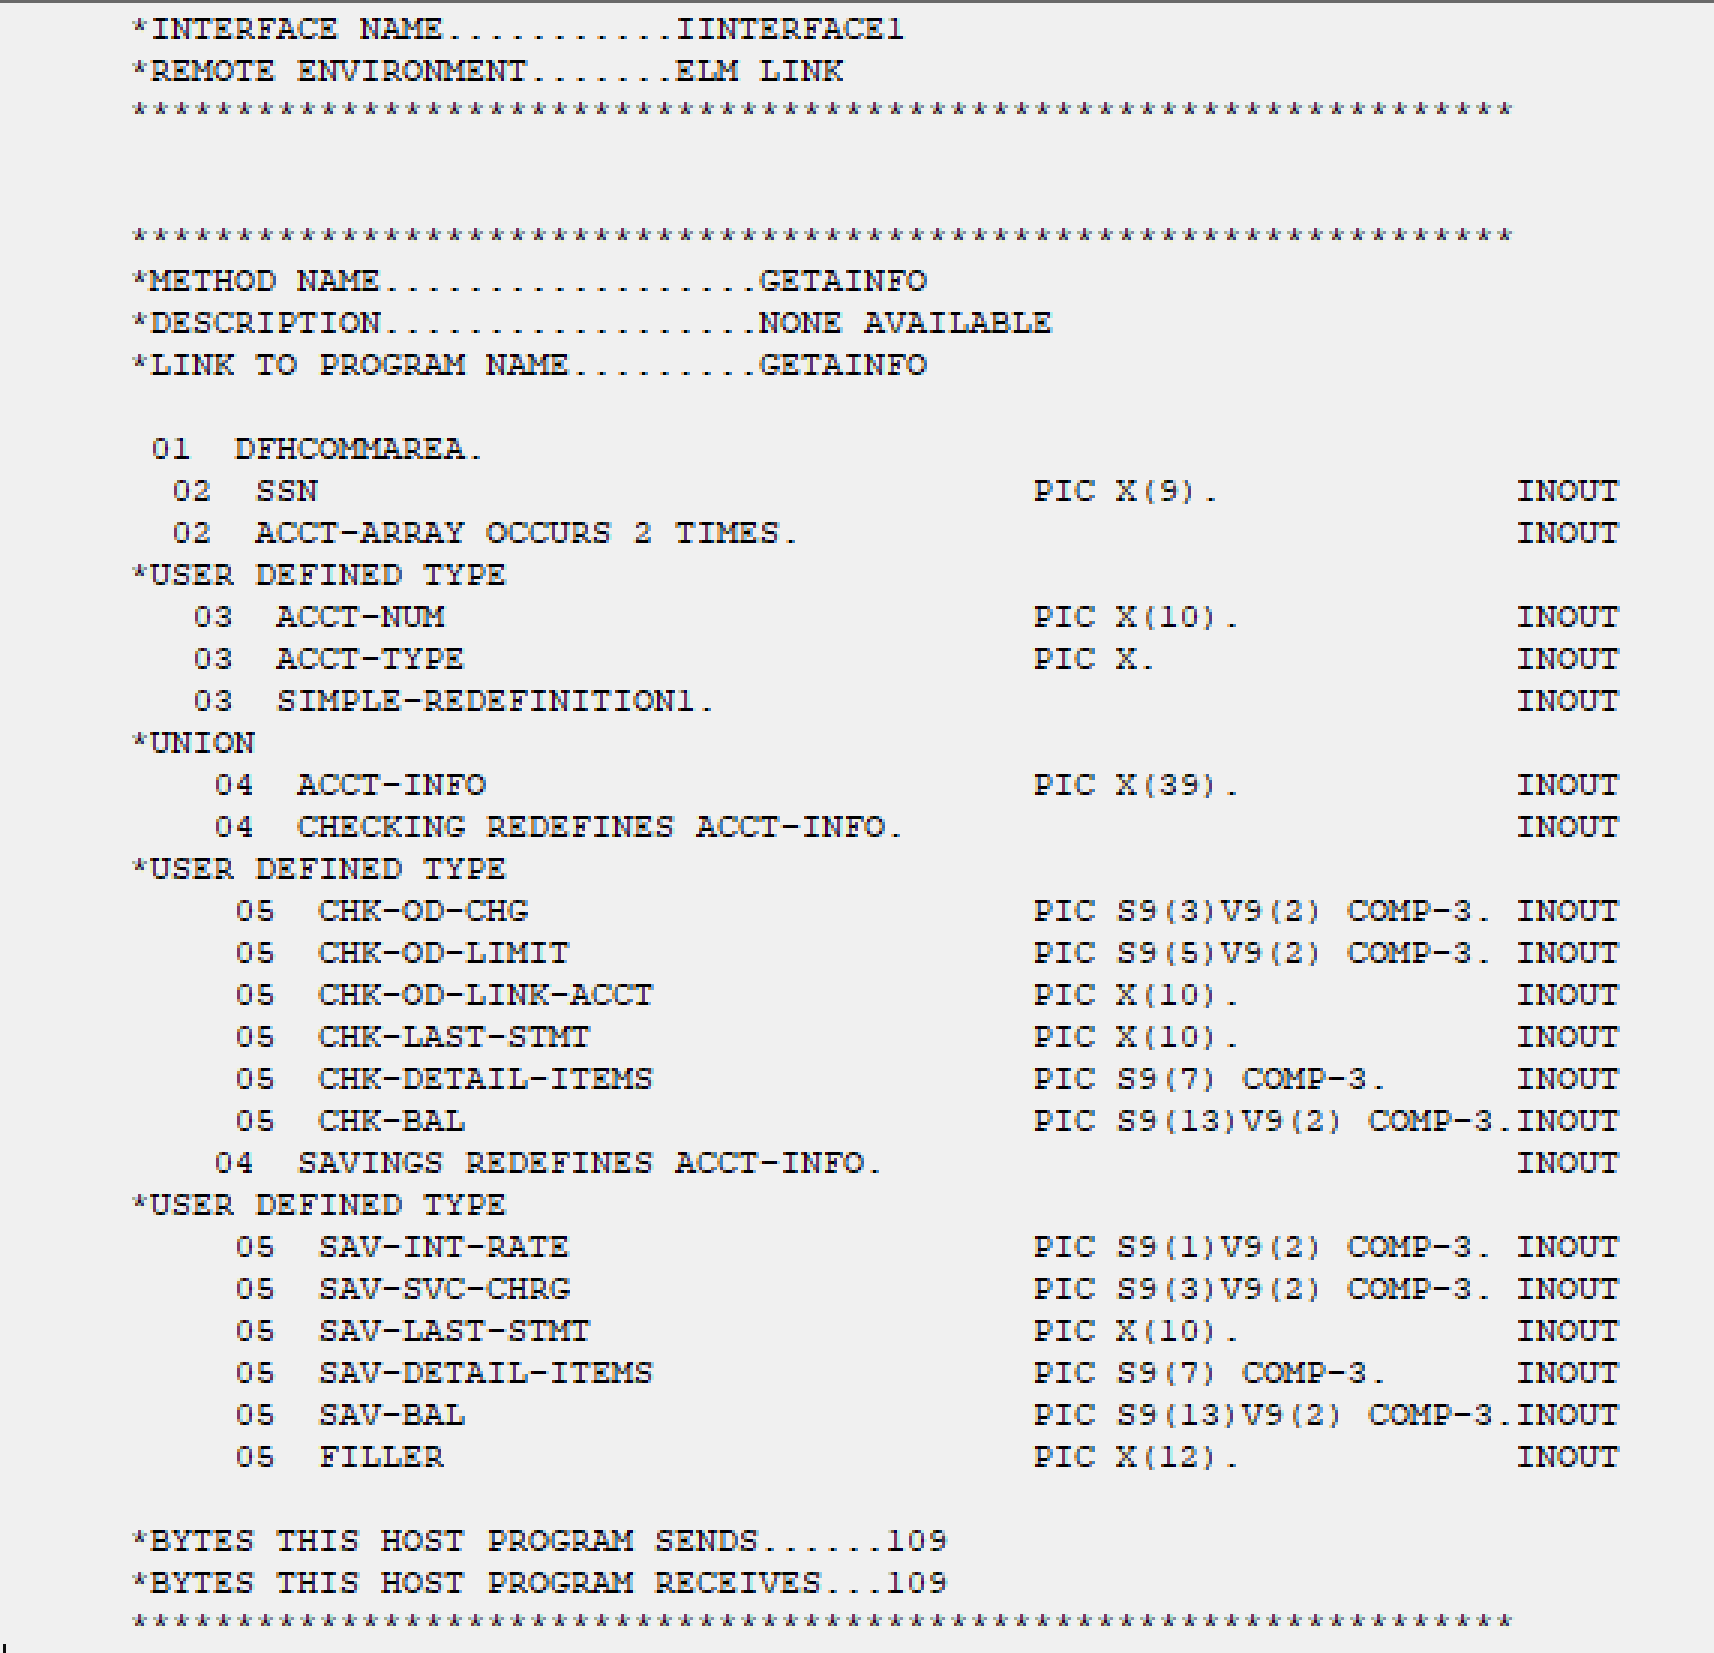 *INTERFACE NAME...........IINTERFACE1
*REMOTE ENVIRONMENT.......ELM LINK
******************************************************************
******************************************************************
*METHOD NAME..................GETAINFO
*DESCRIPTION..................NONE AVAILABLE
*LINK TO PROGRAM NAME.........GETAINFO
01  DFHCOMMAREA.
02  SSN PIC X(9). INOUT
02  ACCT-ARRAY OCCURS 2 TIMES. INOUT
*USER DEFINED TYPE
03  ACCT-NUM PIC X(10). INOUT
03  ACCT-TYPE PIC X. INOUT
03  SIMPLE-REDEFINITION1. INOUT
*UNION
04  ACCT-INFO PIC X(39). INOUT
04  CHECKING REDEFINES ACCT-INFO. INOUT
*USER DEFINED TYPE
05  CHK-OD-CHG PIC S9(3)V9(2) COMP-3. INOUT
05  CHK-OD-LIMIT PIC S9(5)V9(2) COMP-3. INOUT
05  CHK-OD-LINK-ACCT PIC X(10). INOUT
05  CHK-LAST-STMT PIC X(10). INOUT
05  CHK-DETAIL-ITEMS PIC S9(7) COMP-3. INOUT
05  CHK-BAL PIC S9(13)V9(2) COMP-3.INOUT
04  SAVINGS REDEFINES ACCT-INFO. INOUT
*USER DEFINED TYPE
05  SAV-INT-RATE PIC S9(1)V9(2) COMP-3. INOUT
05  SAV-SVC-CHRG PIC S9(3)V9(2) COMP-3. INOUT
05  SAV-LAST-STMT PIC X(10). INOUT
05  SAV-DETAIL-ITEMS PIC S9(7) COMP-3. INOUT
05  SAV-BAL PIC S9(13)V9(2) COMP-3.INOUT
05  FILLER PIC X(12). INOUT
*BYTES THIS HOST PROGRAM SENDS......109
*BYTES THIS HOST PROGRAM RECEIVES...109
******************************************************************